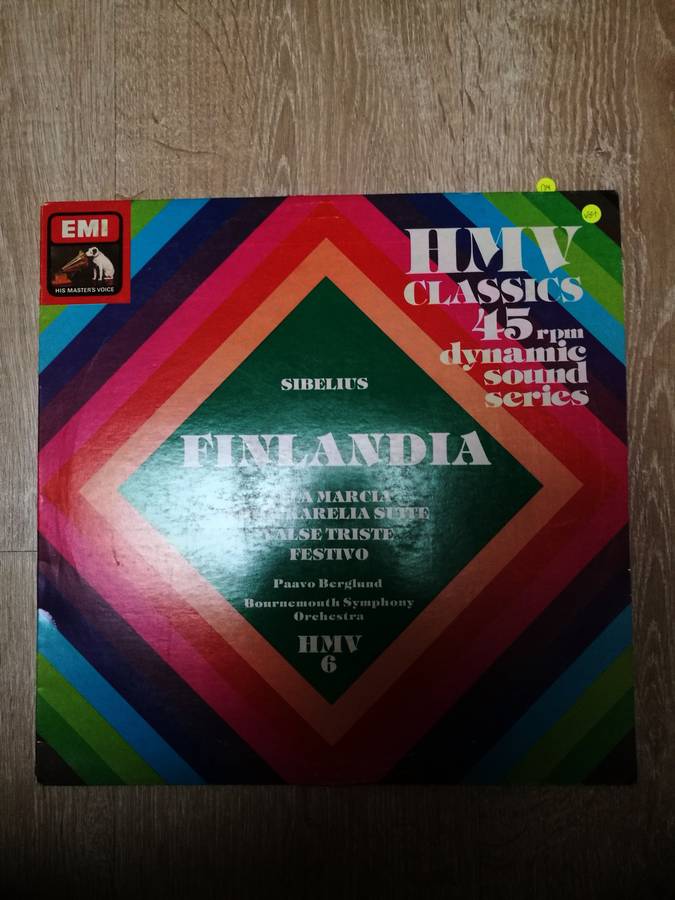 EMI
HIS MASTER'S VOICE
HMV
CLASSICS
45 rpm
dynamic
sound
series
SIBELIUS
FINLANDIA
ALLA MARCIA
KARELIA SUITE
VALSE TRISTE
FESTIVO
Paavo Berglund
Bournemouth Symphony
Orchestra
HMV
6